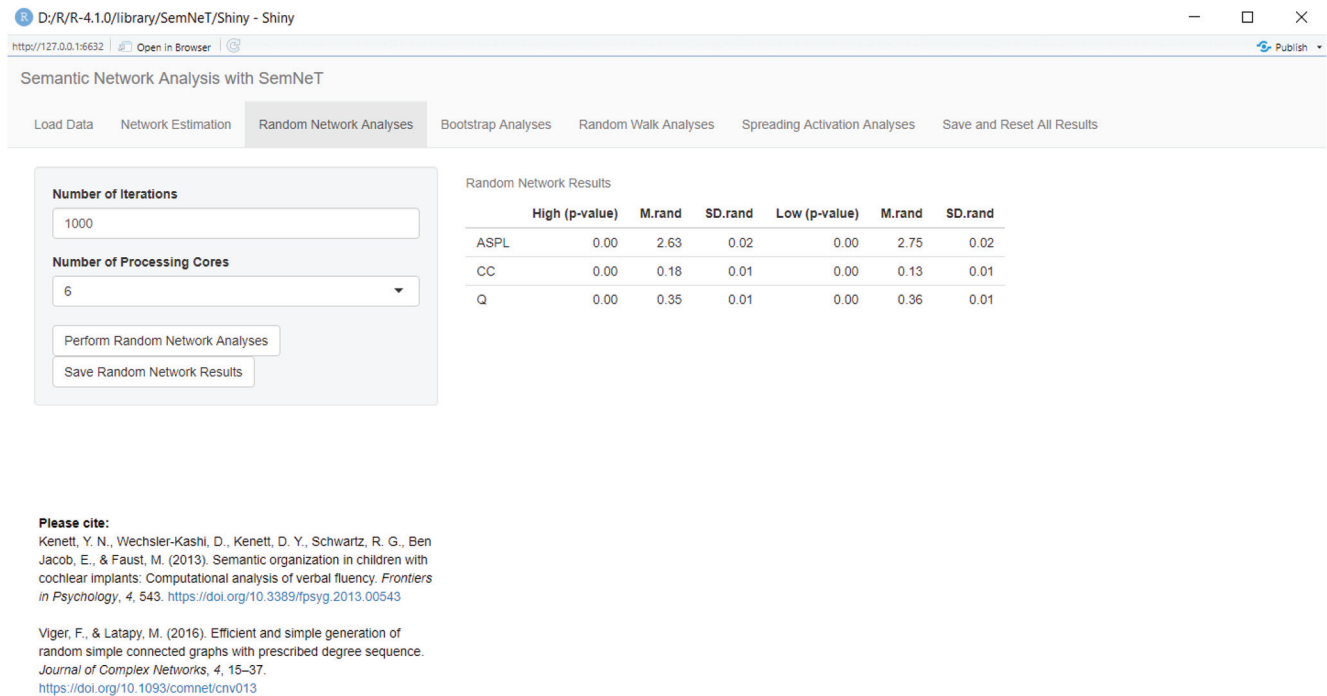 D:/R/R-4.1.0/library/SemNeT/Shiny - Shiny
http://127.0.0.1:6632 Open in Browser Publish
Semantic Network Analysis with SemNeT
Load Data Network Estimation Random Network Analyses Bootstrap Analyses Random Walk Analyses Spreading Activation Analyses Save and Reset All Results
Number of Iterations
1000
Number of Processing Cores
6
Perform Random Network Analyses
Save Random Network Results
Random Network Results
High (p-value) M.rand SD.rand Low (p-value) M.rand SD.rand
ASPL 0.00 2.63 0.02 0.00 2.75 0.02
CC 0.00 0.18 0.01 0.00 0.13 0.01
Q 0.00 0.35 0.01 0.00 0.36 0.01
Please cite:
Kenett, Y. N., Wechsler-Kashi, D., Kenett, D. Y., Schwartz, R. G., Ben
Jacob, E., & Faust, M. (2013). Semantic organization in children with
cochlear implants: Computational analysis of verbal fluency. Frontiers
in Psychology, 4, 543. https://doi.org/10.3389/fpsyg.2013.00543
Viger, F., & Latapy, M. (2016). Efficient and simple generation of
random simple connected graphs with prescribed degree sequence.
Journal of Complex Networks, 4, 15–37.
https://doi.org/10.1093/comnet/cnv013